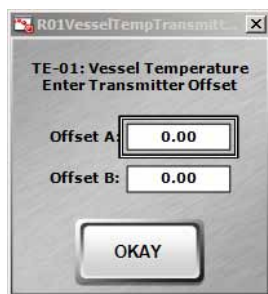 R01VesselTempTransmitt...
TE-01: Vessel Temperature
Enter Transmitter Offset
Offset A: 0.00
Offset B: 0.00
OKAY